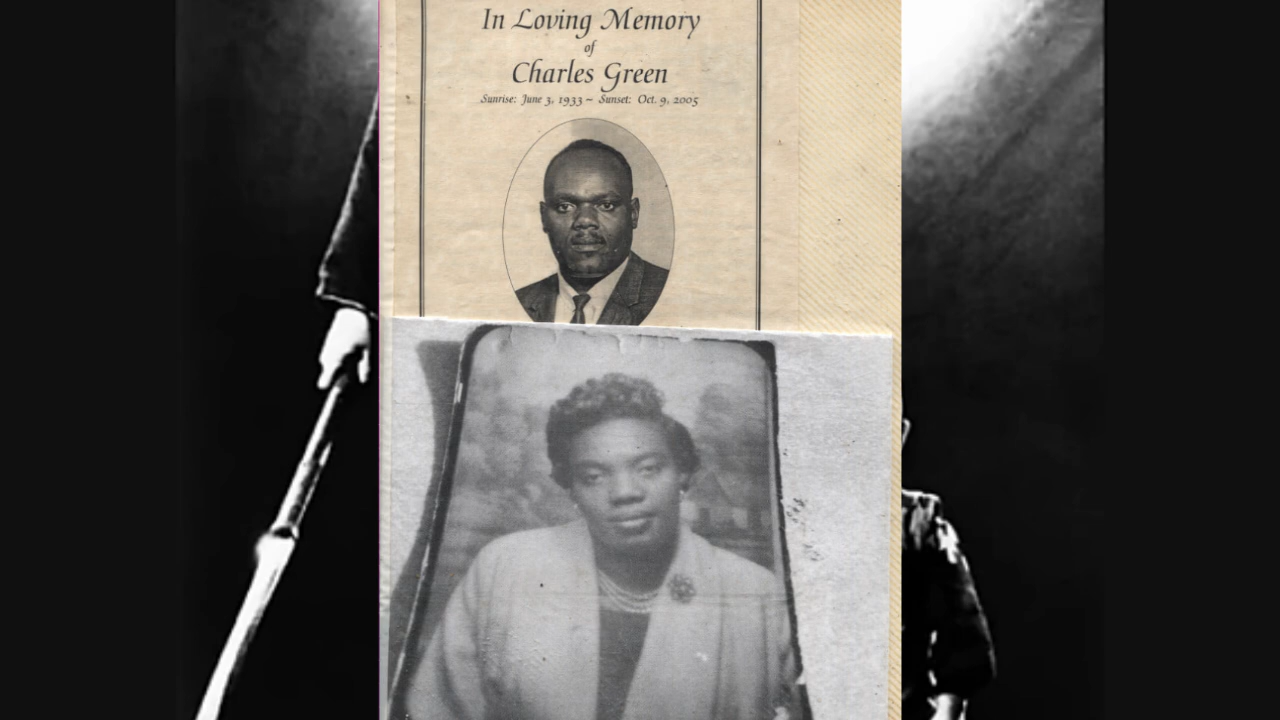 In Loving Memory
of
Charles Green
Sunrise: June 3, 1933 ~ Sunset: Oct. 9, 2005